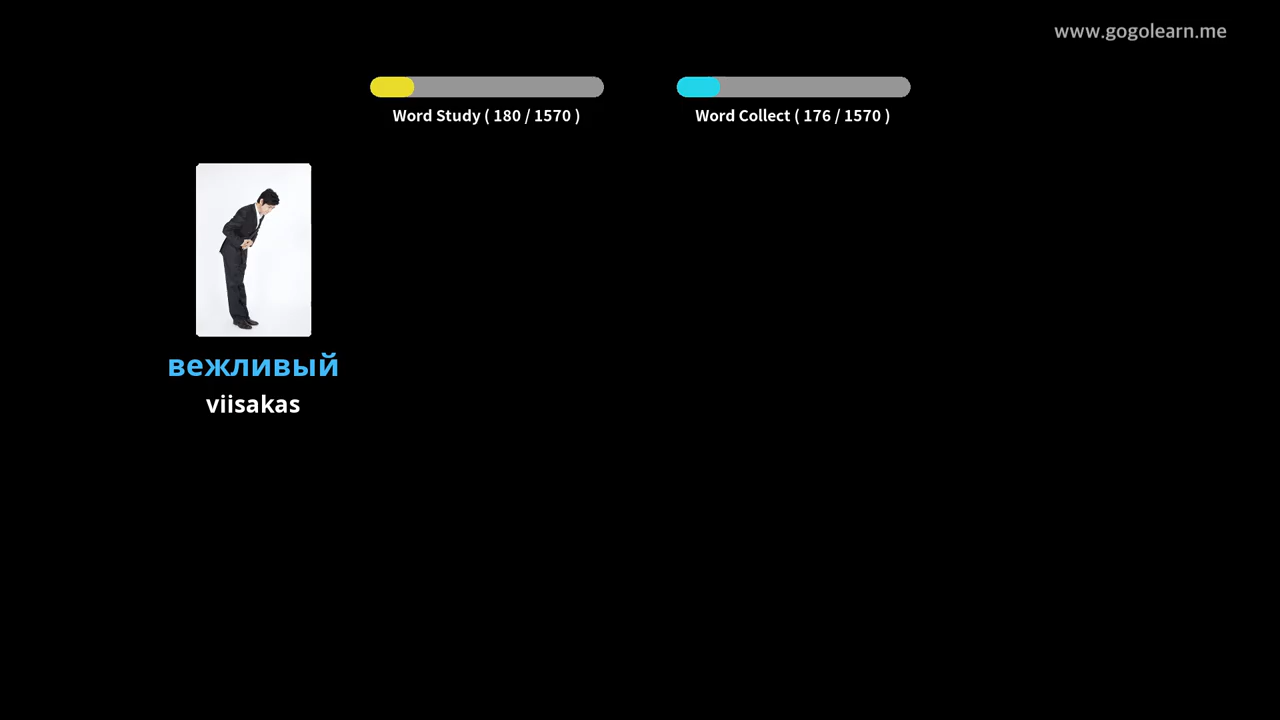 www.gogolearn.me
Word Study ( 180 / 1570 )
Word Collect ( 176 / 1570 )
вежливый
viisakas